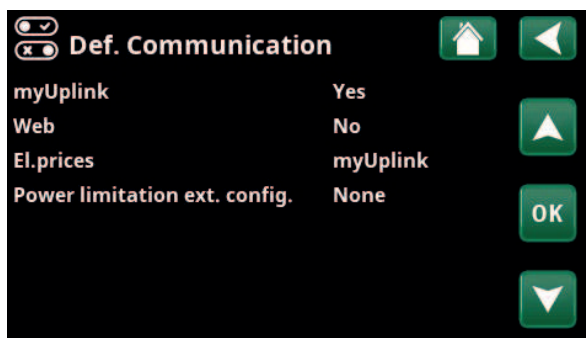 Def. Communication
myUplink Yes
Web No
El.prices myUplink
Power limitation ext. config. None
OK